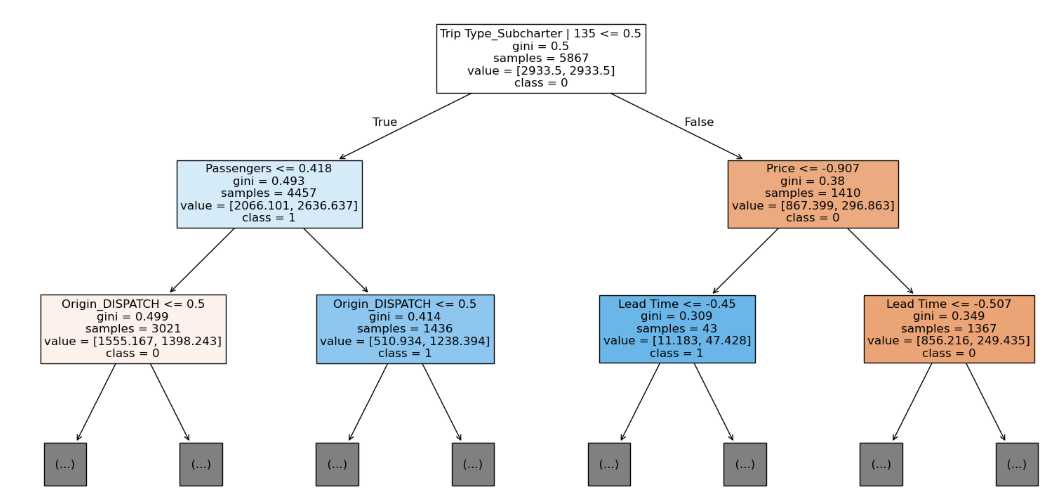 Trip Type_Subcharter | 135 <= 0.5
gini = 0.5
samples = 5867
value = [2933.5, 2933.5]
class = 0
True
False
Passengers <= 0.418
gini = 0.493
samples = 4457
value = [2066.101, 2636.637]
class = 1
Price <= -0.907
gini = 0.38
samples = 1410
value = [867.399, 296.863]
class = 0
Origin_DISPATCH <= 0.5
gini = 0.499
samples = 3021
value = [1555.167, 1398.243]
class = 0
Origin_DISPATCH <= 0.5
gini = 0.414
samples = 1436
value = [510.934, 1238.394]
class = 1
Lead Time <= -0.45
gini = 0.309
samples = 43
value = [11.183, 47.428]
class = 1
Lead Time <= -0.507
gini = 0.349
samples = 1367
value = [856.216, 249.435]
class = 0
(...)
(...)
(...)
(...)
(...)
(...)
(...)
(...)